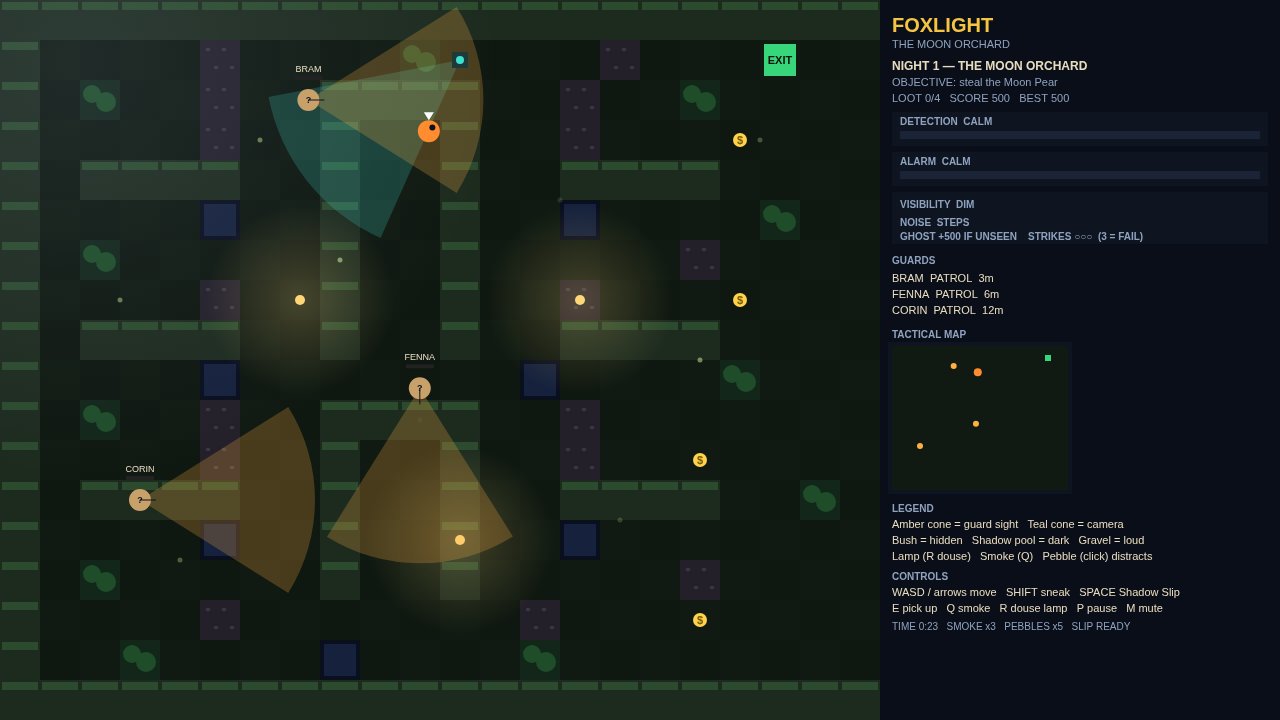 FOXLIGHT
THE MOON ORCHARD
NIGHT 1 — THE MOON ORCHARD
OBJECTIVE: steal the Moon Pear
LOOT 0/4 SCORE 500 BEST 500
DETECTION CALM
ALARM CALM
VISIBILITY DIM
NOISE STEPS
GHOST +500 IF UNSEEN STRIKES ○○○ (3 = FAIL)
GUARDS
BRAM PATROL 3m
FENNA PATROL 6m
CORIN PATROL 12m
TACTICAL MAP
LEGEND
Amber cone = guard sight Teal cone = camera
Bush = hidden Shadow pool = dark Gravel = loud
Lamp (R douse) Smoke (Q) Pebble (click) distracts
CONTROLS
WASD / arrows move SHIFT sneak SPACE Shadow Slip
E pick up Q smoke R douse lamp P pause M mute
TIME 0:23 SMOKE x3 PEBBLES x5 SLIP READY
EXIT
BRAM
?
$
$
FENNA
?
$
CORIN
?
$